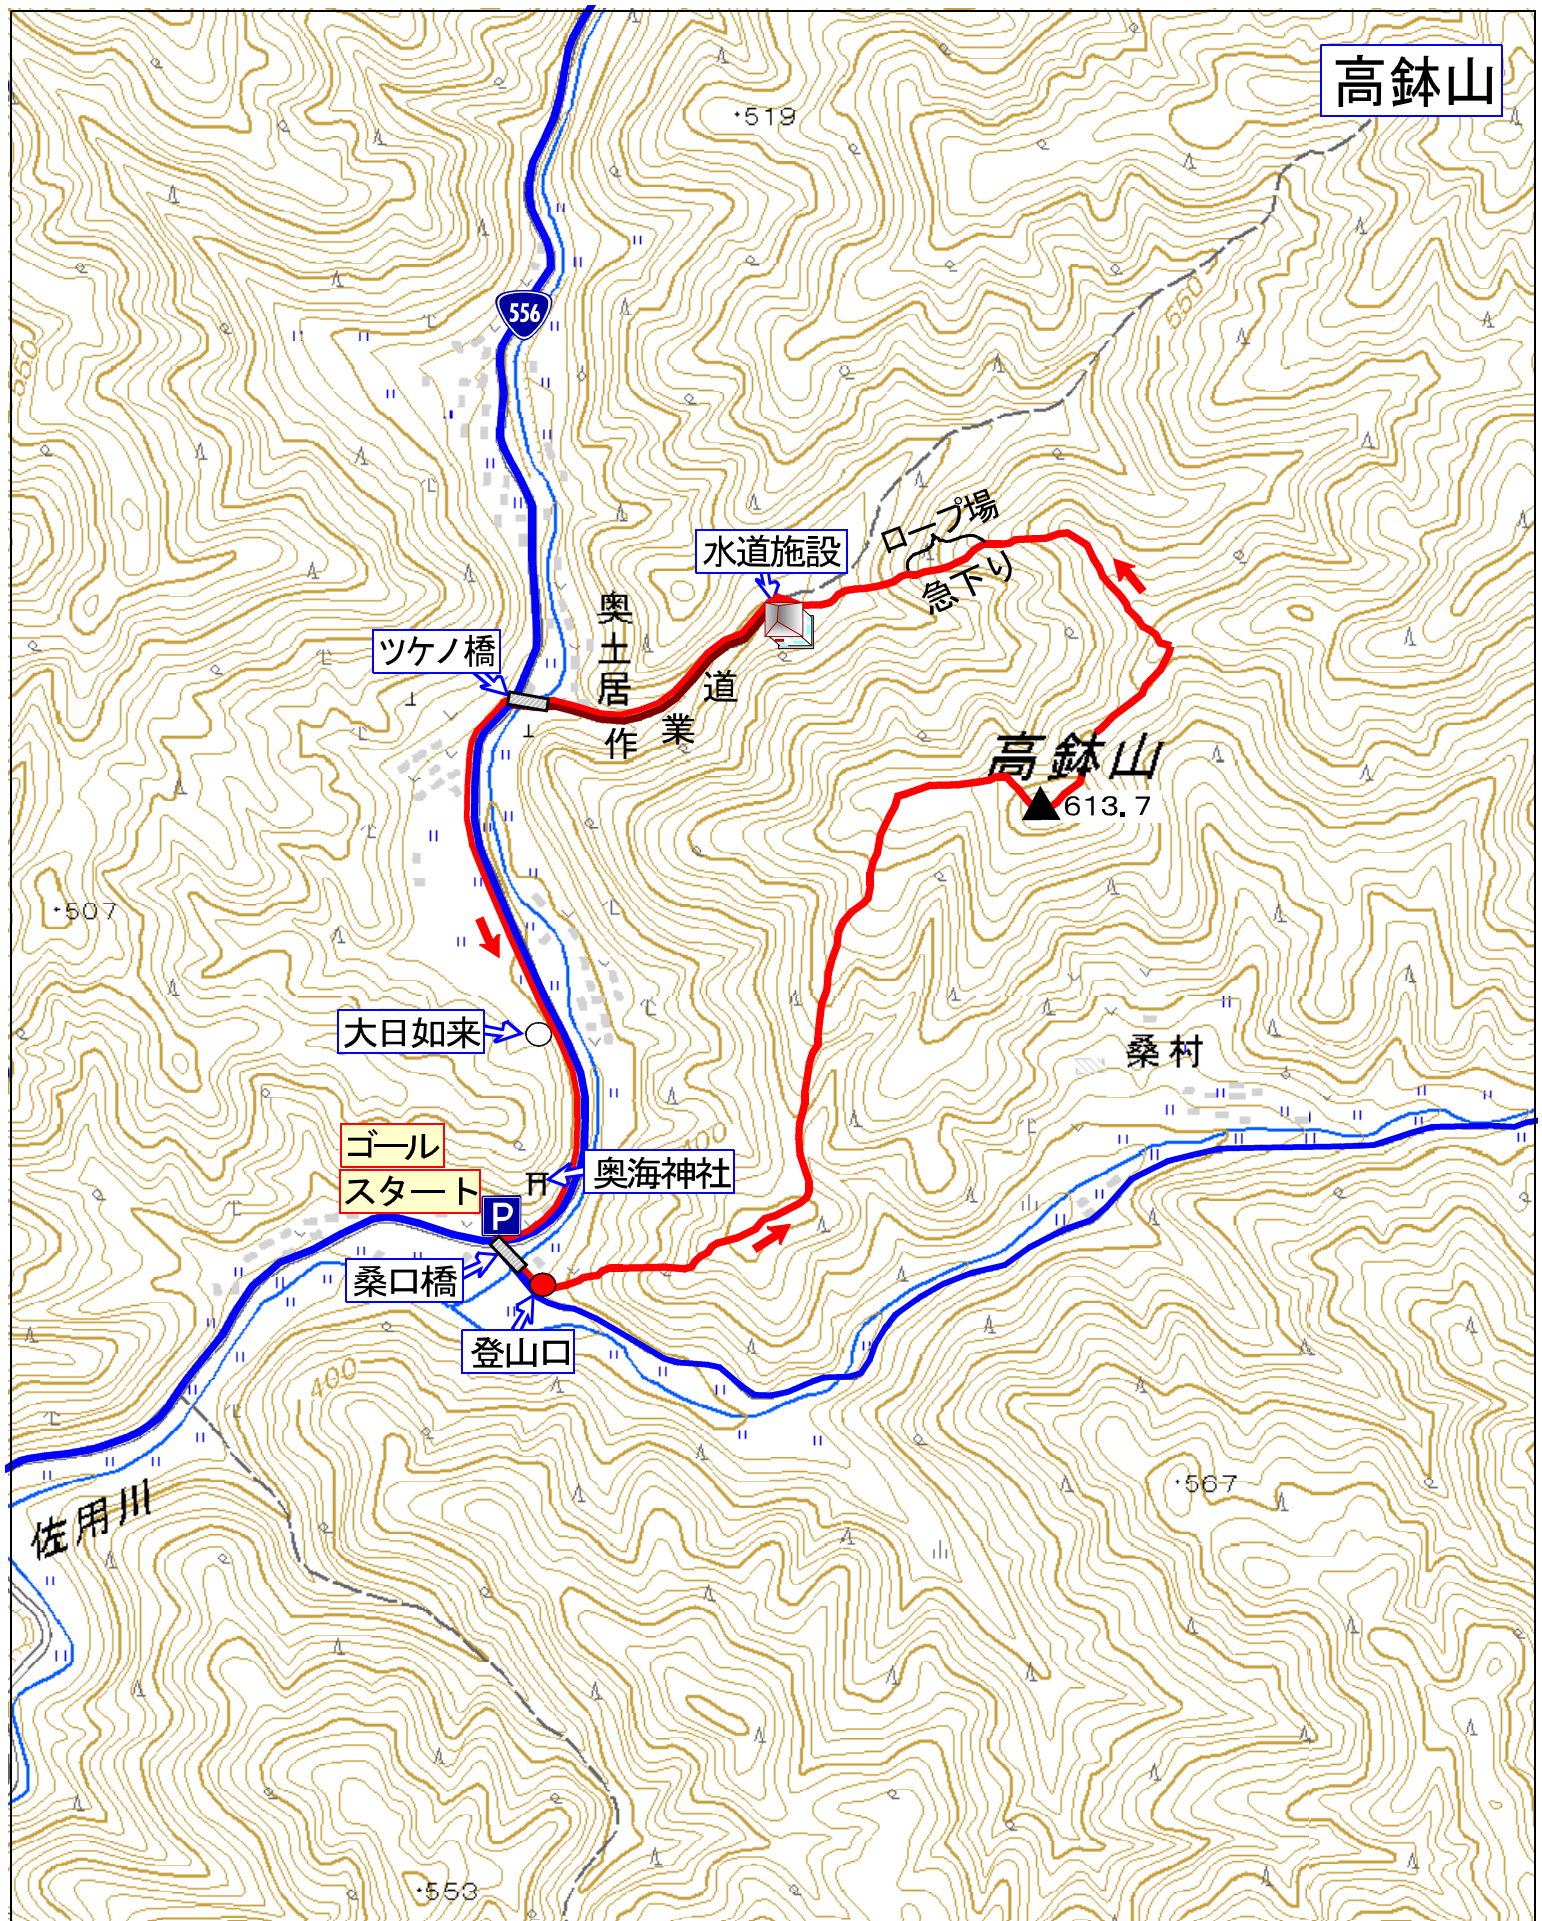 高鉢山
519
550
556
550
ロープ場
水道施設
急下り
奥土居
ツケノ橋
作業道
高鉢山
613.7
507
大日如来
桑村
400
ゴール
奥海神社
スタート
P
桑口橋
登山口
400
567
佐用川
553